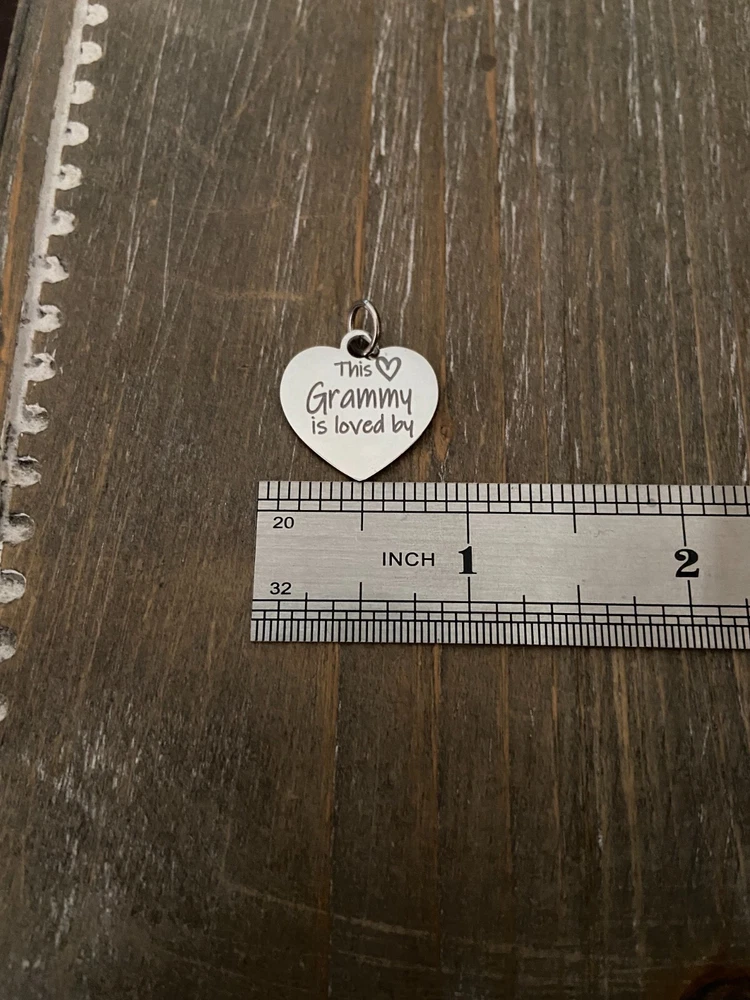 This ♡
Grammy
is loved by
20
INCH 1 2
32